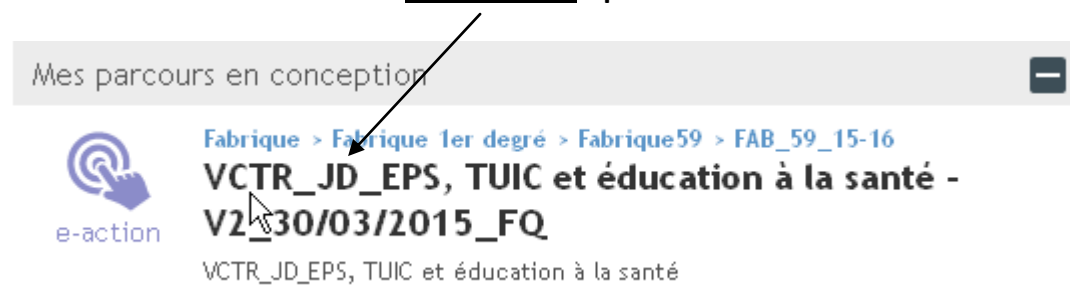 Mes parcours en conception
Fabrique > Fabrique 1er degré > Fabrique59 > FAB_59_15-16
VCTR_JD_EPS, TUIC et éducation à la santé -
V2_30/03/2015_FQ
e-action
VCTR_JD_EPS, TUIC et éducation à la santé